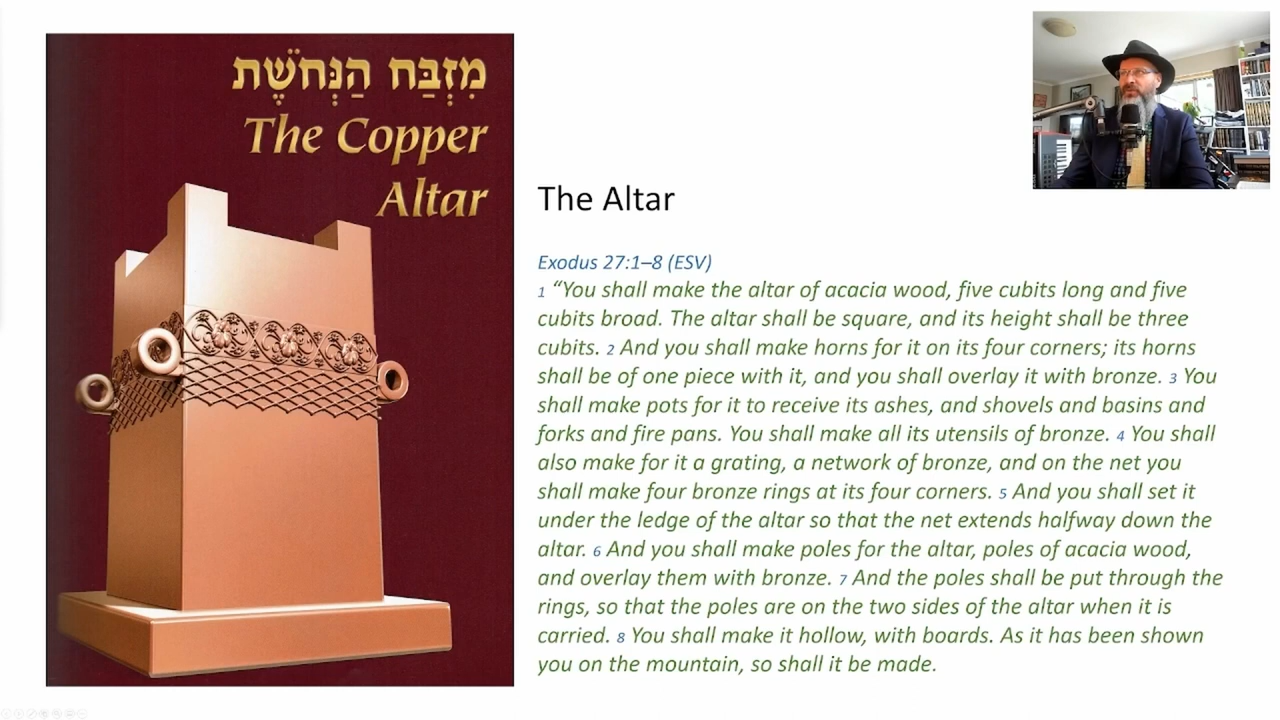 מִזְבַּח הַנְּחֹשֶׁת
The Copper
Altar
The Altar
Exodus 27:1–8 (ESV)
1 “You shall make the altar of acacia wood, five cubits long and five
cubits broad. The altar shall be square, and its height shall be three
cubits. 2 And you shall make horns for it on its four corners; its horns
shall be of one piece with it, and you shall overlay it with bronze. 3 You
shall make pots for it to receive its ashes, and shovels and basins and
forks and fire pans. You shall make all its utensils of bronze. 4 You shall
also make for it a grating, a network of bronze, and on the net you
shall make four bronze rings at its four corners. 5 And you shall set it
under the ledge of the altar so that the net extends halfway down the
altar. 6 And you shall make poles for the altar, poles of acacia wood,
and overlay them with bronze. 7 And the poles shall be put through the
rings, so that the poles are on the two sides of the altar when it is
carried. 8 You shall make it hollow, with boards. As it has been shown
you on the mountain, so shall it be made.